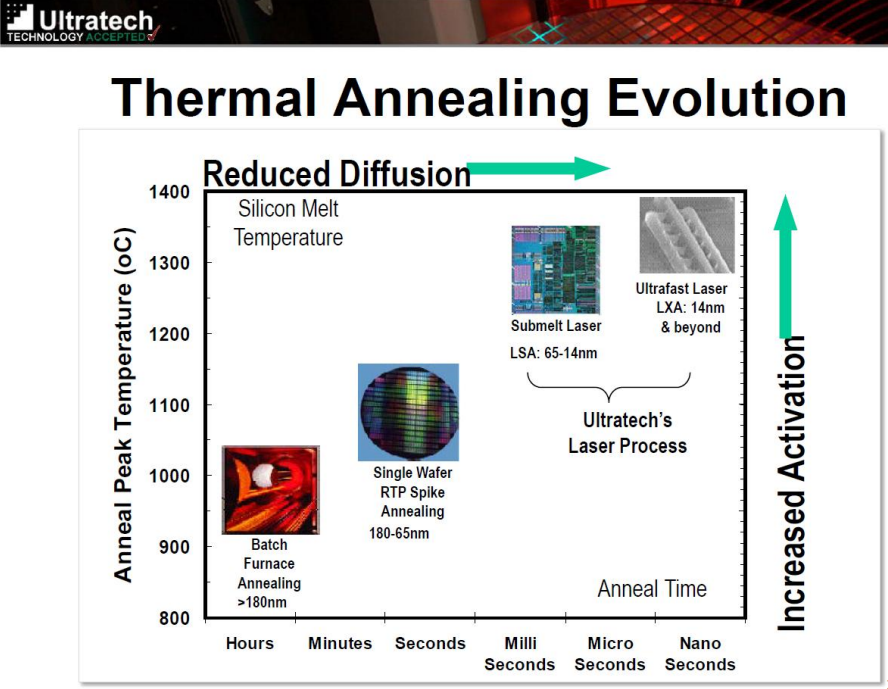 Ultratech
TECHNOLOGY ACCEPTED
Thermal Annealing Evolution
Reduced Diffusion
Silicon Melt
Temperature
Anneal Peak Temperature (oC)
1400
1300
1200
1100
1000
900
800
Ultrafast Laser
LXA: 14nm
& beyond
Submelt Laser
LSA: 65-14nm
Ultratech's
Laser Process
Single Wafer
RTP Spike
Annealing
180-65nm
Batch
Furnace
Annealing
>180nm
Anneal Time
Increased Activation
Hours
Minutes
Seconds
Milli
Seconds
Micro
Seconds
Nano
Seconds